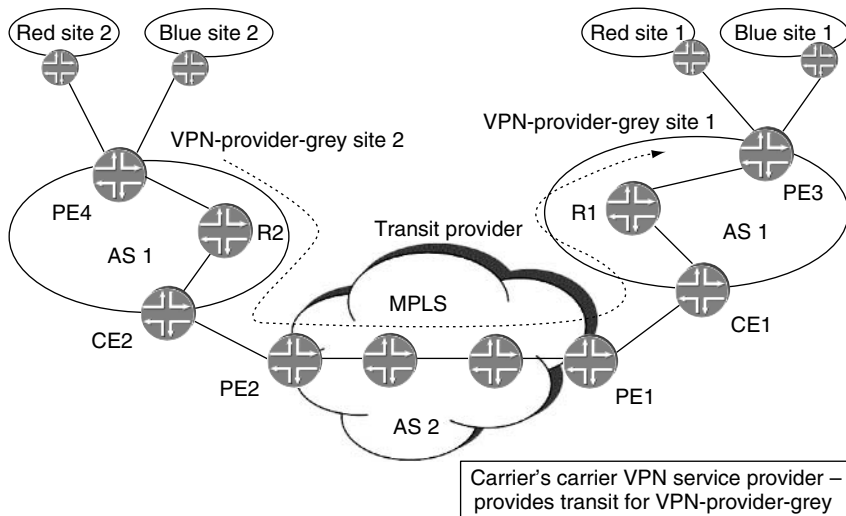 Red site 2
Blue site 2
Red site 1
Blue site 1
VPN-provider-grey site 2
VPN-provider-grey site 1
PE4
PE3
R2
R1
AS 1
AS 1
Transit provider
MPLS
CE2
CE1
PE2
PE1
AS 2
Carrier's carrier VPN service provider –
provides transit for VPN-provider-grey